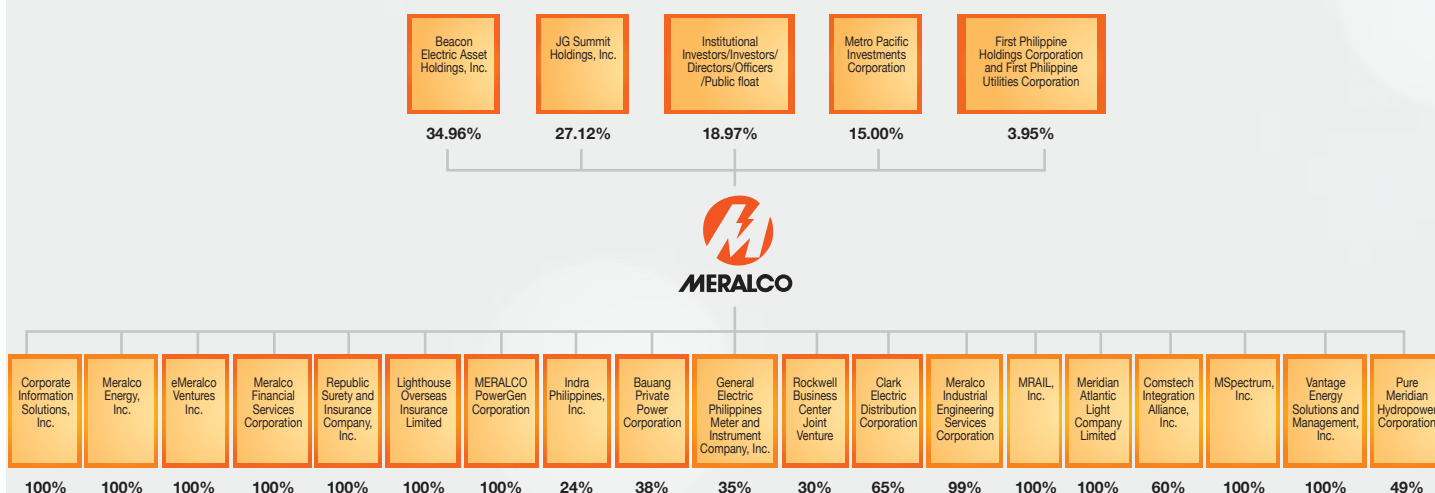 Beacon
Electric Asset
Holdings, Inc.
34.96%
JG Summit
Holdings, Inc.
27.12%
Institutional
Investors/Investors/
Directors/Officers
/Public float
18.97%
Metro Pacific
Investments
Corporation
15.00%
First Philippine
Holdings Corporation
and First Philippine
Utilities Corporation
3.95%
MERALCO
Corporate
Information
Solutions,
Inc.
100%
Meralco
Energy,
Inc.
100%
eMeralco
Ventures
Inc.
100%
Meralco
Financial
Services
Corporation
100%
Republic
Surety and
Insurance
Company,
Inc.
100%
Lighthouse
Overseas
Insurance
Limited
100%
MERALCO
PowerGen
Corporation
100%
Indra
Philippines,
Inc.
24%
Bauang
Private
Power
Corporation
38%
General
Electric
Philippines
Meter and
Instrument
Company, Inc.
35%
Rockwell
Business
Center
Joint
Venture
30%
Clark
Electric
Distribution
Corporation
65%
Meralco
Industrial
Engineering
Services
Corporation
99%
MRAIL,
Inc.
100%
Meridian
Atlantic
Light
Company
Limited
100%
Comstech
Integration
Alliance,
Inc.
60%
MSpectrum,
Inc.
100%
Vantage
Energy
Solutions and
Management,
Inc.
100%
Pure
Meridian
Hydropower
Corporation
49%